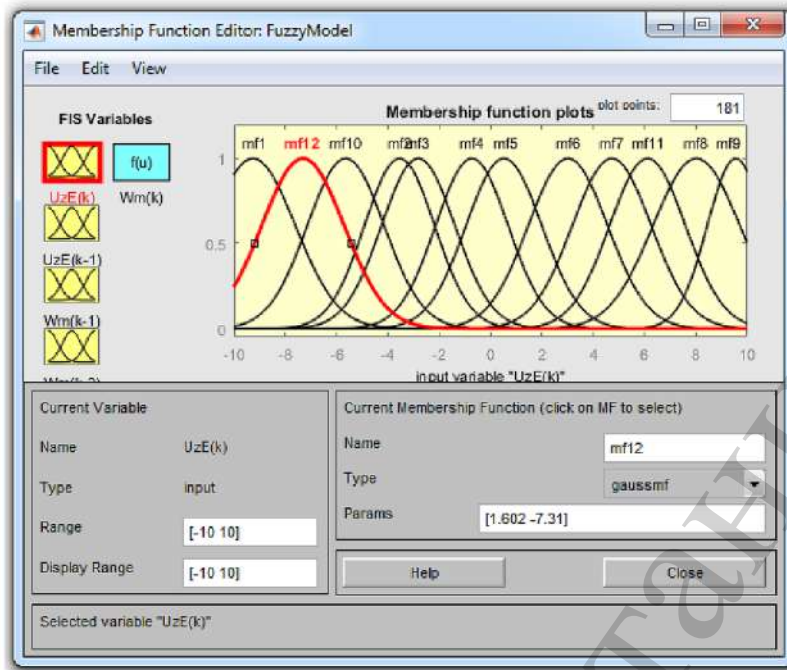 Membership Function Editor: FuzzyModel
File Edit View
FIS Variables
Membership function plots
plot points: 181
f(u)
UzE(k) Wm(k)
UzE(k-1)
Wm(k-1)
mf1 mf12 mf10 mf3 mf4 mf5 mf6 mf7 mf11 mf8 mf9
1
0.5
0
-10 -8 -6 -4 -2 0 2 4 6 8 10
input variable "UzE(k)"
Current Variable
Name UzE(k)
Type input
Range [-10 10]
Display Range [-10 10]
Current Membership Function (click on MF to select)
Name mf12
Type gaussmf
Params [1.602 -7.31]
Help Close
Selected variable "UzE(k)"